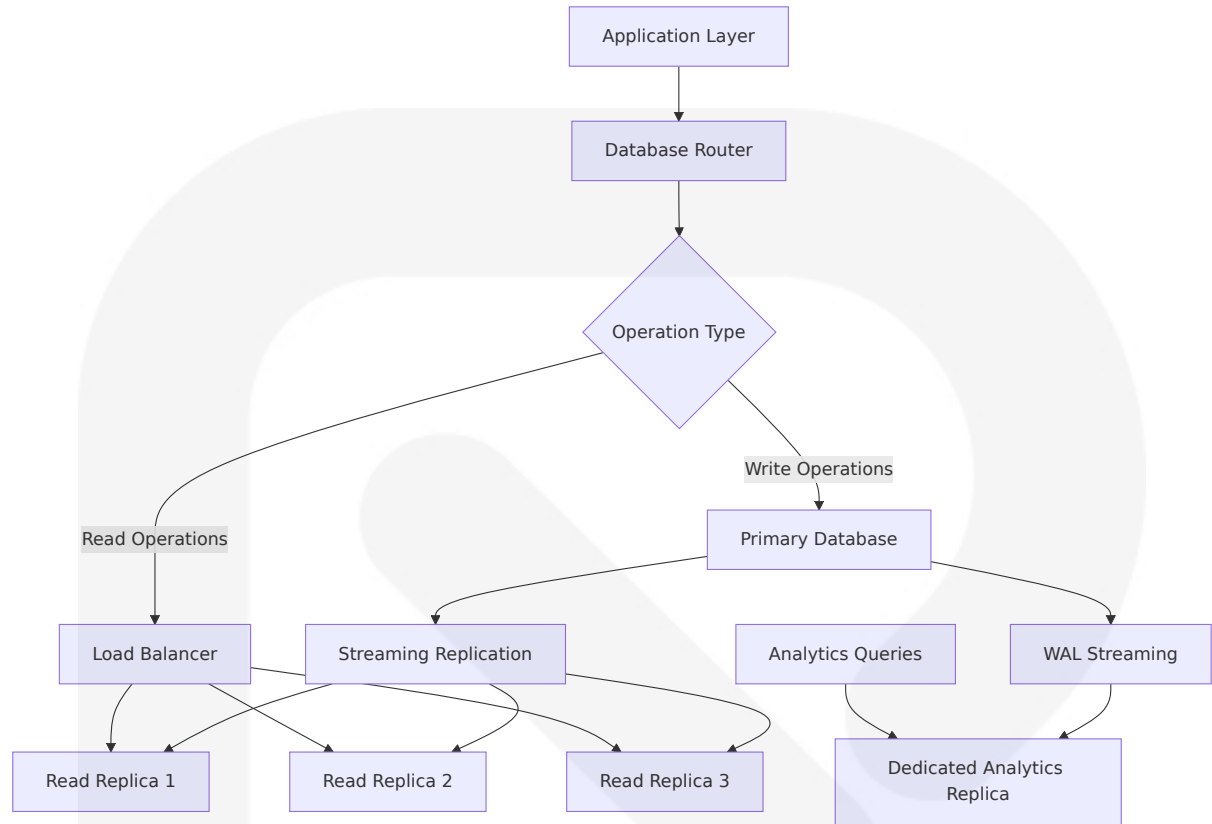 Application Layer
Database Router
Operation Type
Write Operations
Read Operations
Primary Database
Load Balancer
Streaming Replication
Analytics Queries
WAL Streaming
Read Replica 1
Read Replica 2
Read Replica 3
Dedicated Analytics
Replica